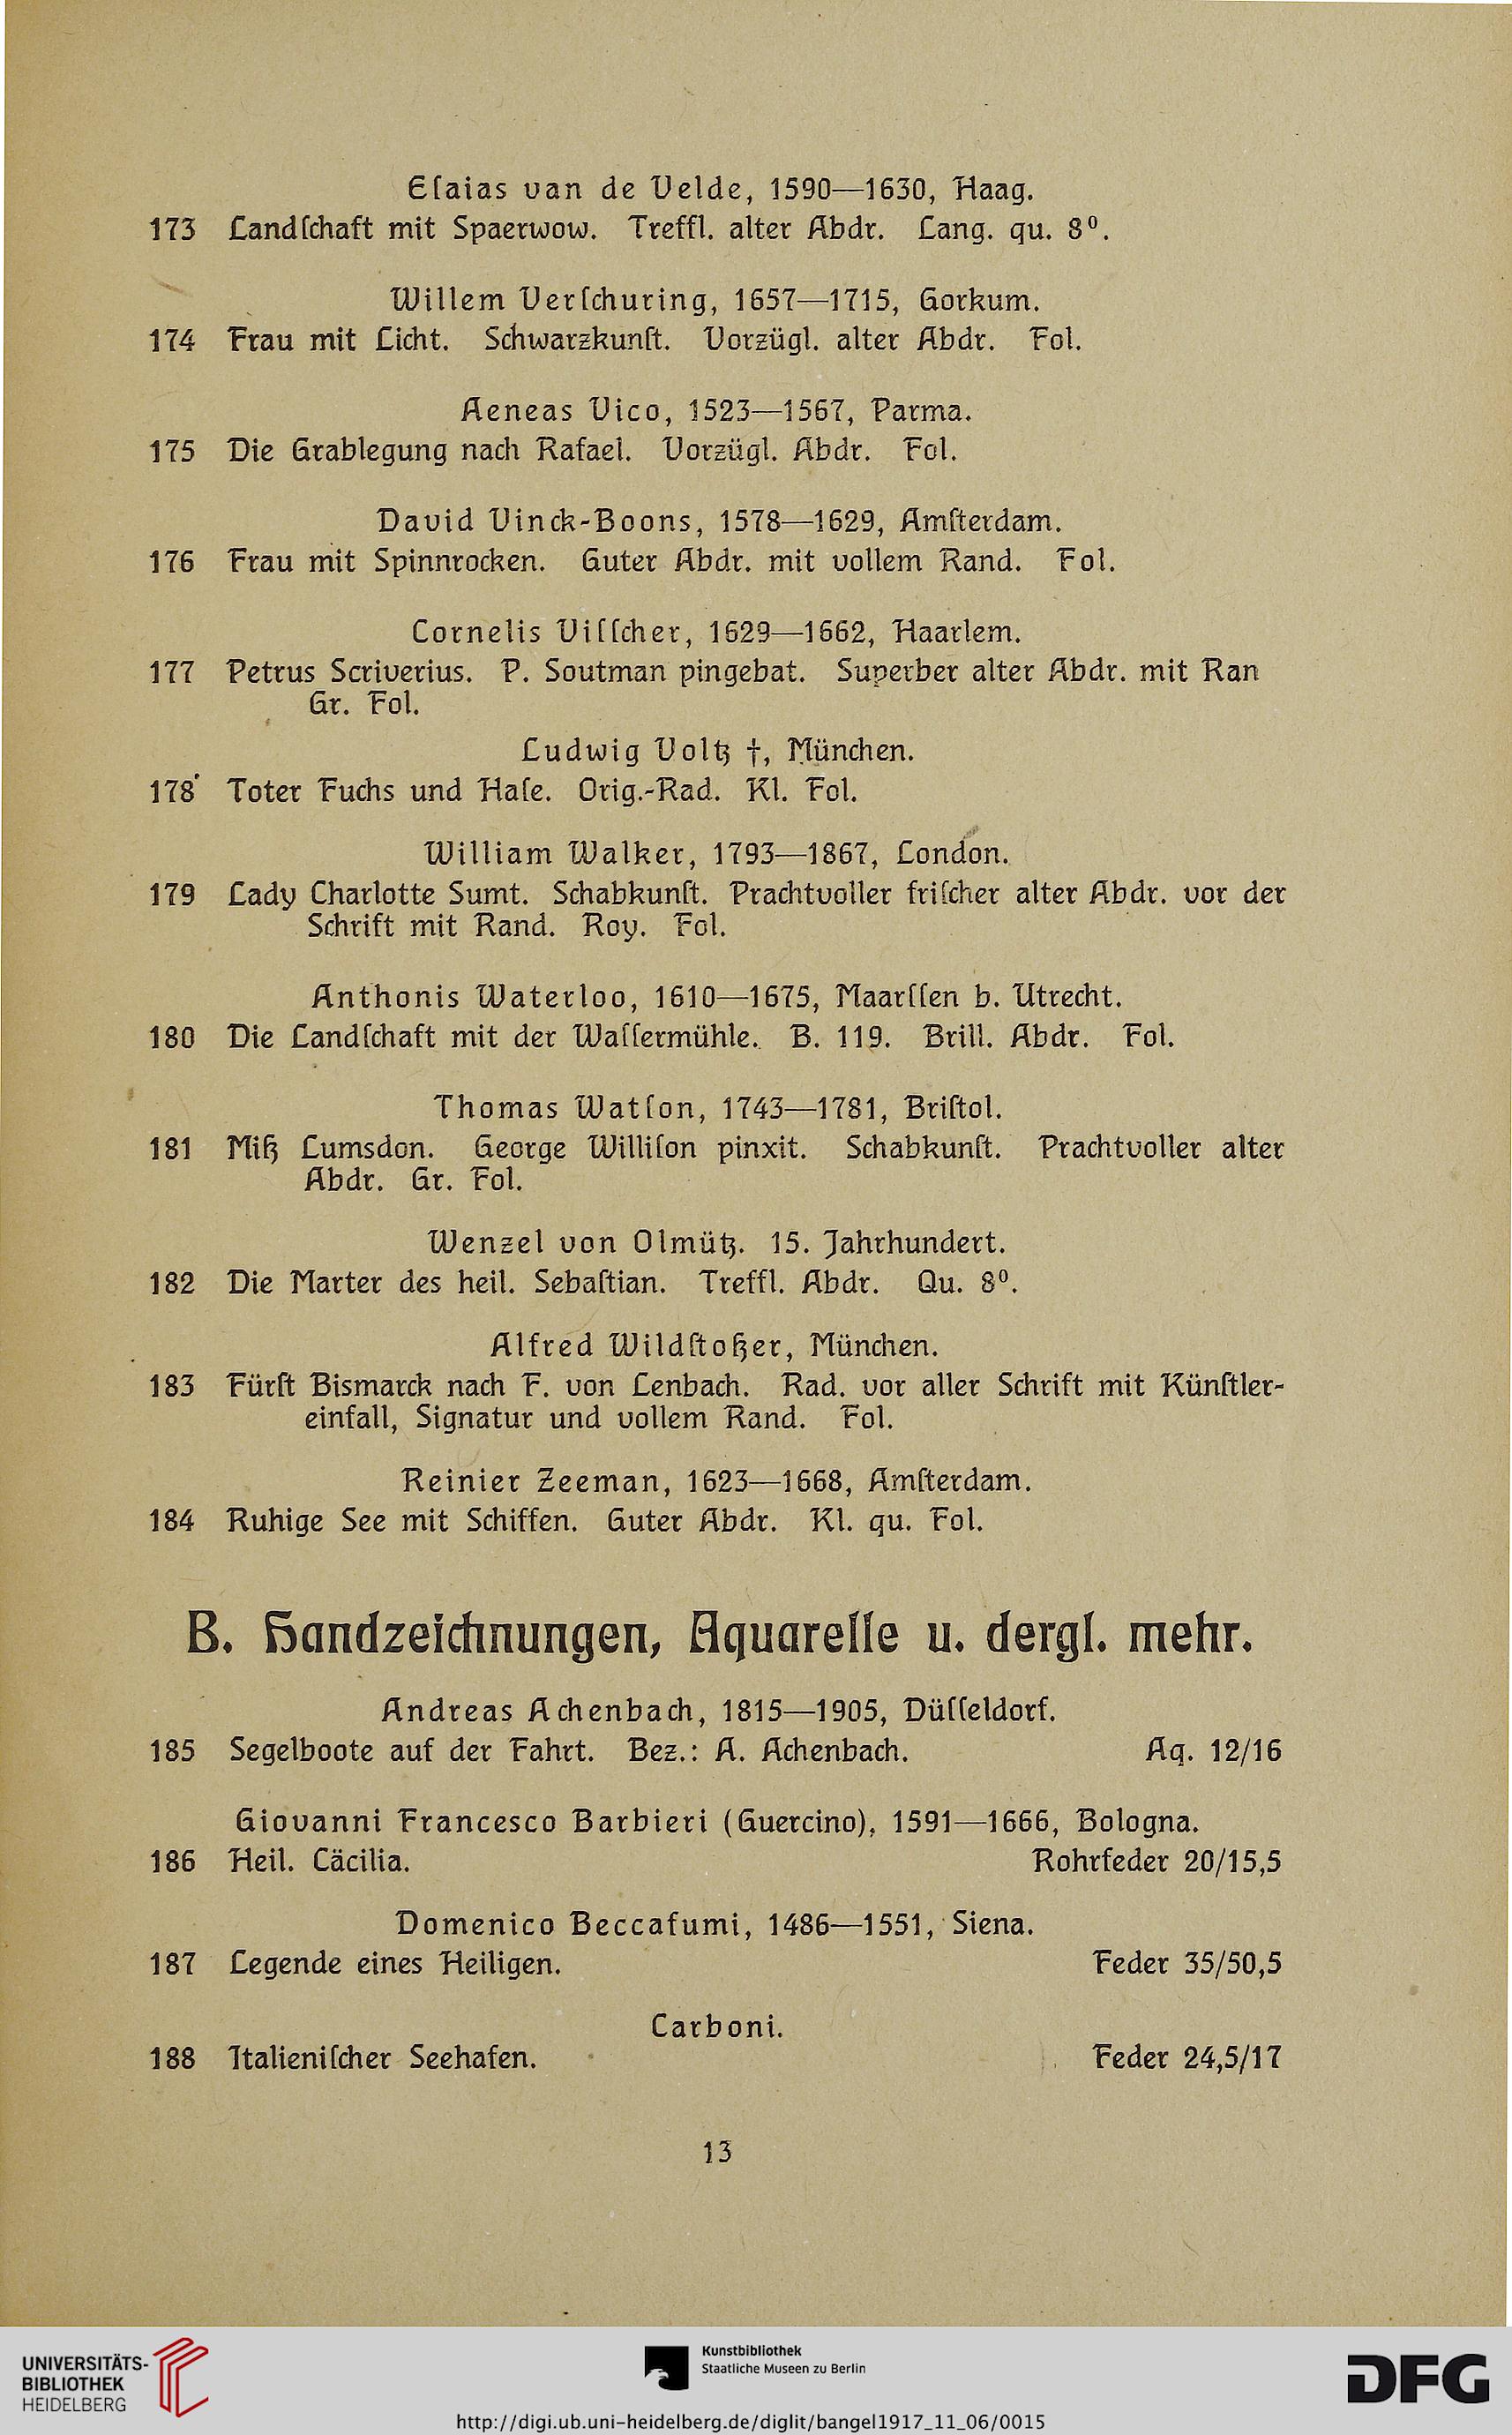 Eſaias van de Velde, 1590—1630, Haag.
173 Landſchaft mit Spaerwow. Treffl. alter Abdr. Lang. qu. 8⁰.
Willem Verſchuring, 1657—1715, Gorkum.
174 Frau mit Licht. Schwarzkunſt. Vorzügl. alter Abdr. Fol.
Aeneas Vico, 1523—1567, Parma.
175 Die Grablegung nach Rafael. Vorzügl. Abdr. Fol.
David Vinck-Boons, 1578—1629, Amſterdam.
176 Frau mit Spinnrocken. Guter Abdr. mit vollem Rand. Fol.
Cornelis Viſſcher, 1629—1662, Haarlem.
177 Petrus Scriverius. P. Soutman pingebat. Superber alter Abdr. mit Ran
Gr. Fol.
Ludwig Voltz †, München.
178 Toter Fuchs und Haſe. Orig.-Rad. Kl. Fol.
William Walker, 1793—1867, London.
179 Lady Charlotte Sumt. Schabkunſt. Prachtvoller friſcher alter Abdr. vor der
Schrift mit Rand. Roy. Fol.
Anthonis Waterloo, 1610—1675, Maarſſen b. Utrecht.
180 Die Landſchaft mit der Waſſermühle. B. 119. Brill. Abdr. Fol.
Thomas Watſon, 1743—1781, Briſtol.
181 Miß Lumsdon. George Williſon pinxit. Schabkunſt. Prachtvoller alter
Abdr. Gr. Fol.
Wenzel von Olmütz. 15. Jahrhundert.
182 Die Marter des heil. Sebaſtian. Treffl. Abdr. Qu. 8⁰.
Alfred Wildſtoßer, München.
183 Fürſt Bismarck nach F. von Lenbach. Rad. vor aller Schrift mit Künſtler-
einfall, Signatur und vollem Rand. Fol.
Reinier Zeeman, 1623—1668, Amſterdam.
184 Ruhige See mit Schiffen. Guter Abdr. Kl. qu. Fol.
B. Handzeichnungen, Aquarelle u. dergl. mehr.
Andreas Achenbach, 1815—1905, Düſſeldorf.
185 Segelboote auf der Fahrt. Bez.: A. Achenbach. Aq. 12/16
Giovanni Francesco Barbieri (Guercino), 1591—1666, Bologna.
186 Heil. Cäcilia. Rohrfeder 20/15,5
Domenico Beccafumi, 1486—1551, Siena.
187 Legende eines Heiligen. Feder 35/50,5
Carboni.
188 Italieniſcher Seehafen. Feder 24,5/17
13
UNIVERSITÄTS-
BIBLIOTHEK
HEIDELBERG
Kunstbibliothek
Staatliche Museen zu Berlin
DFG
http://digi.ub.uni-heidelberg.de/diglit/bangel1917_11_06/0015